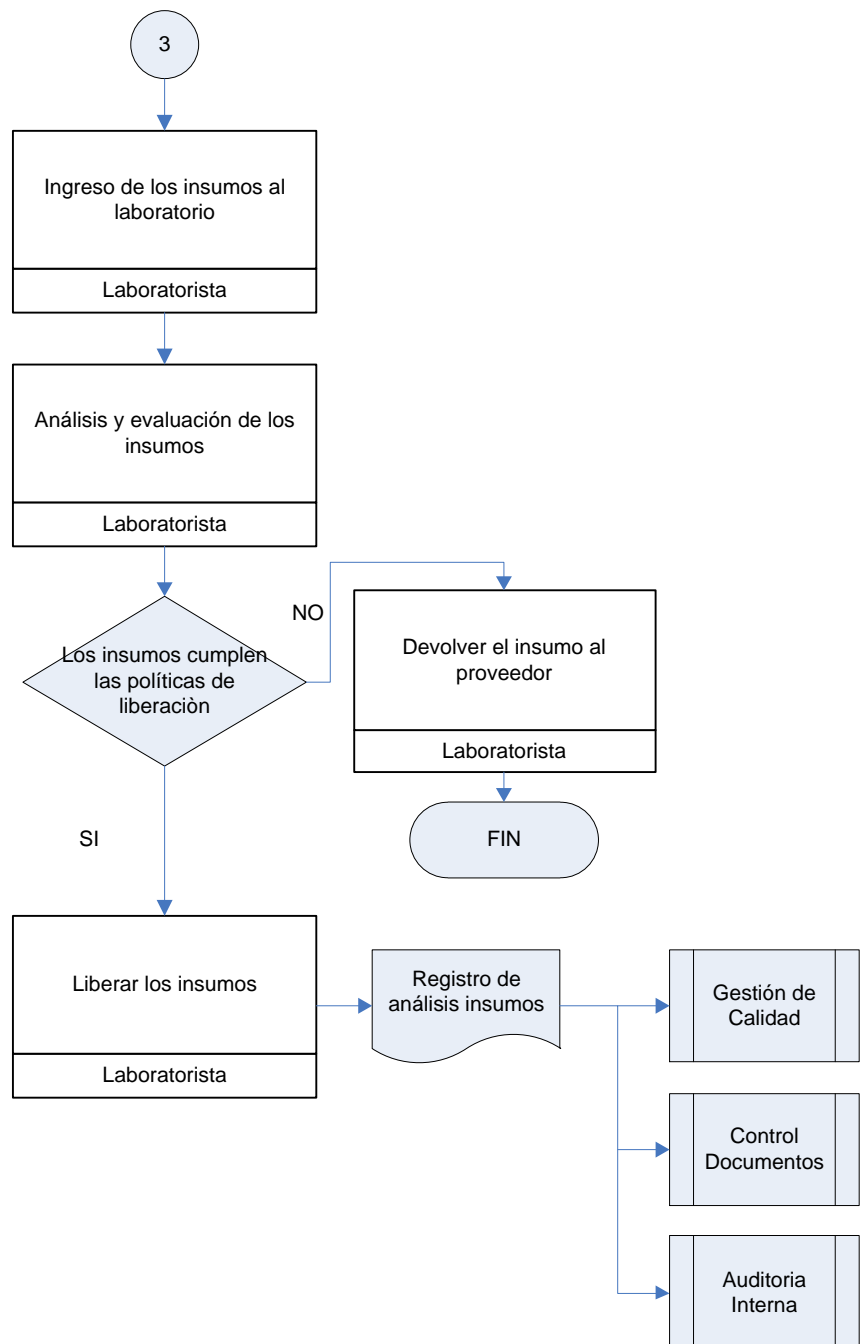 3
Ingreso de los insumos al
laboratorio
Laboratorista
Análisis y evaluación de los
insumos
Laboratorista
NO
Los insumos cumplen
las políticas de
liberaciòn
Devolver el insumo al
proveedor
Laboratorista
FIN
SI
Liberar los insumos
Laboratorista
Registro de
análisis insumos
Gestión de
Calidad
Control
Documentos
Auditoria
Interna